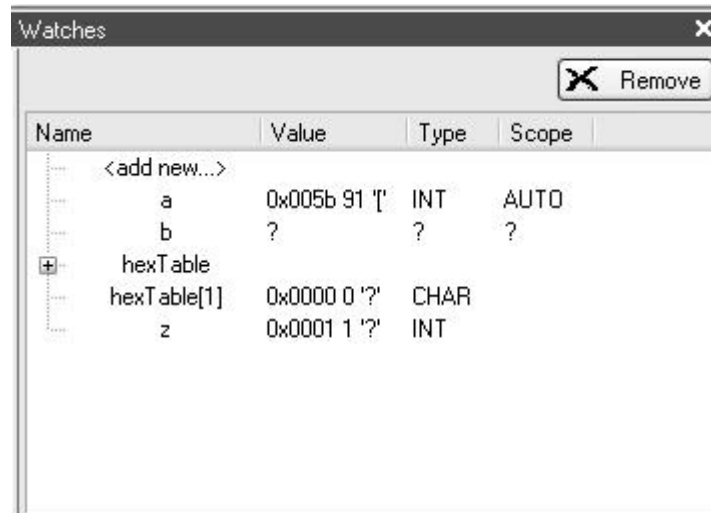 Watches
Remove
Name Value Type Scope
<add new...>
a 0x005b 91 '[' INT AUTO
b ? ? ?
hexTable
hexTable[1] 0x0000 0 '?' CHAR
z 0x0001 1 '?' INT